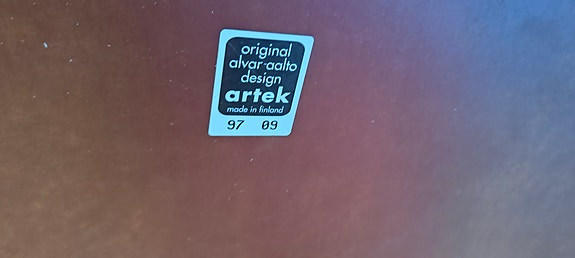 original
alvar aalto
design
artek
made in finland
97 09